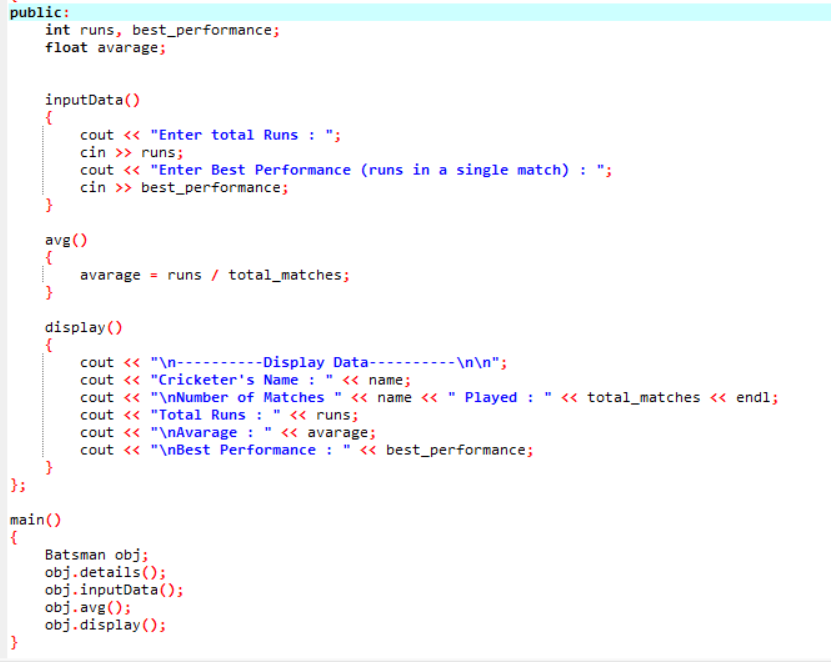 public:
    int runs, best_performance;
    float avarage;
    inputData()
    {
        cout << "Enter total Runs : ";
        cin >> runs;
        cout << "Enter Best Performance (runs in a single match) : ";
        cin >> best_performance;
    }
    avg()
    {
        avarage = runs / total_matches;
    }
    display()
    {
        cout << "\n----------Display Data----------\n\n";
        cout << "Cricketer's Name : " << name;
        cout << "\nNumber of Matches " << name << " Played : " << total_matches << endl;
        cout << "Total Runs : " << runs;
        cout << "\nAvarage : " << avarage;
        cout << "\nBest Performance : " << best_performance;
    }
};
main()
{
    Batsman obj;
    obj.details();
    obj.inputData();
    obj.avg();
    obj.display();
}